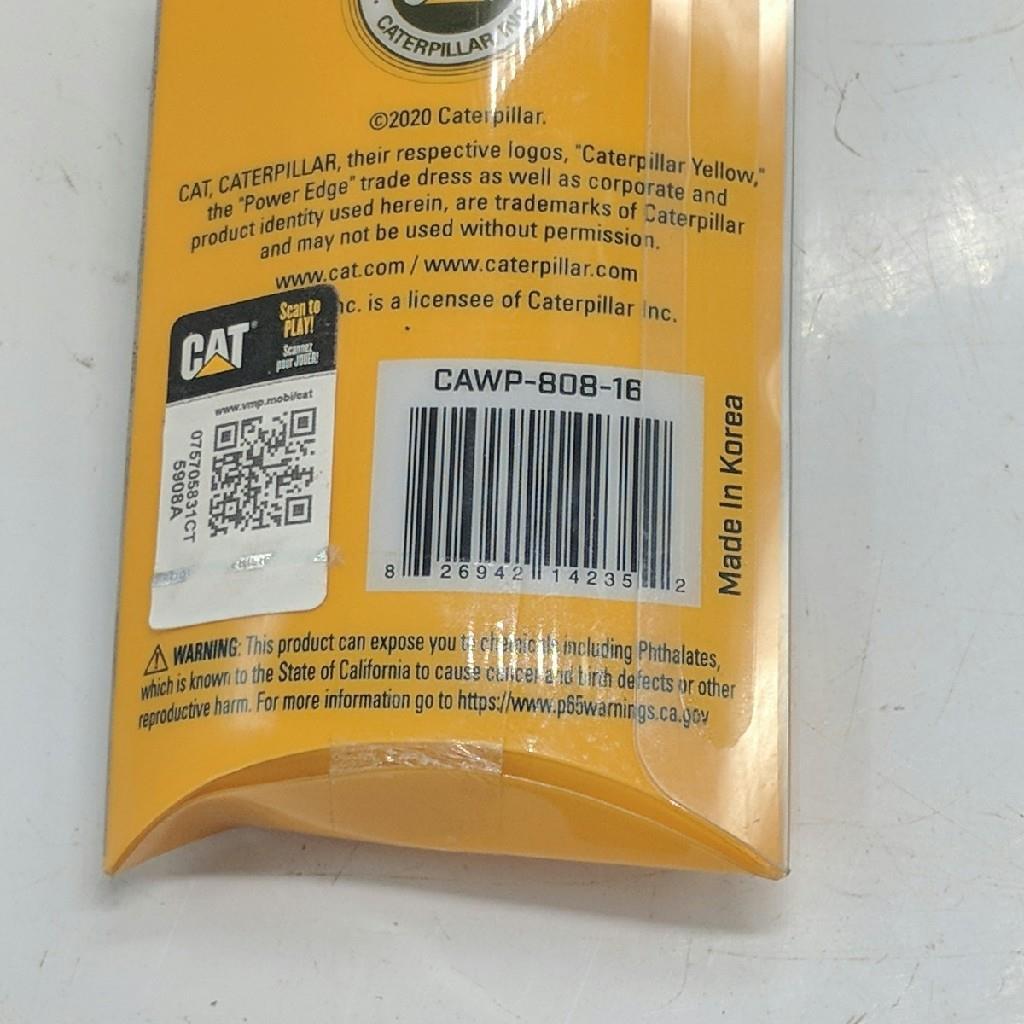 CATERPILLAR INC.
©2020 Caterpillar.
CAT, CATERPILLAR, their respective logos, "Caterpillar Yellow,"
the "Power Edge" trade dress as well as corporate and
product identity used herein, are trademarks of Caterpillar
and may not be used without permission.
www.cat.com / www.caterpillar.com
nc. is a licensee of Caterpillar Inc.
CAT®
Scan to
PLAY!
Scannez
pour JOUER!
www.vmp.mobi/cat
075705831CT
5908A
CAWP-808-16
8 26942 14235 2
Made In Korea
WARNING: This product can expose you to chemicals including Phthalates,
which is known to the State of California to cause cancer and birth defects or other
reproductive harm. For more information go to https://www.p65warnings.ca.gov